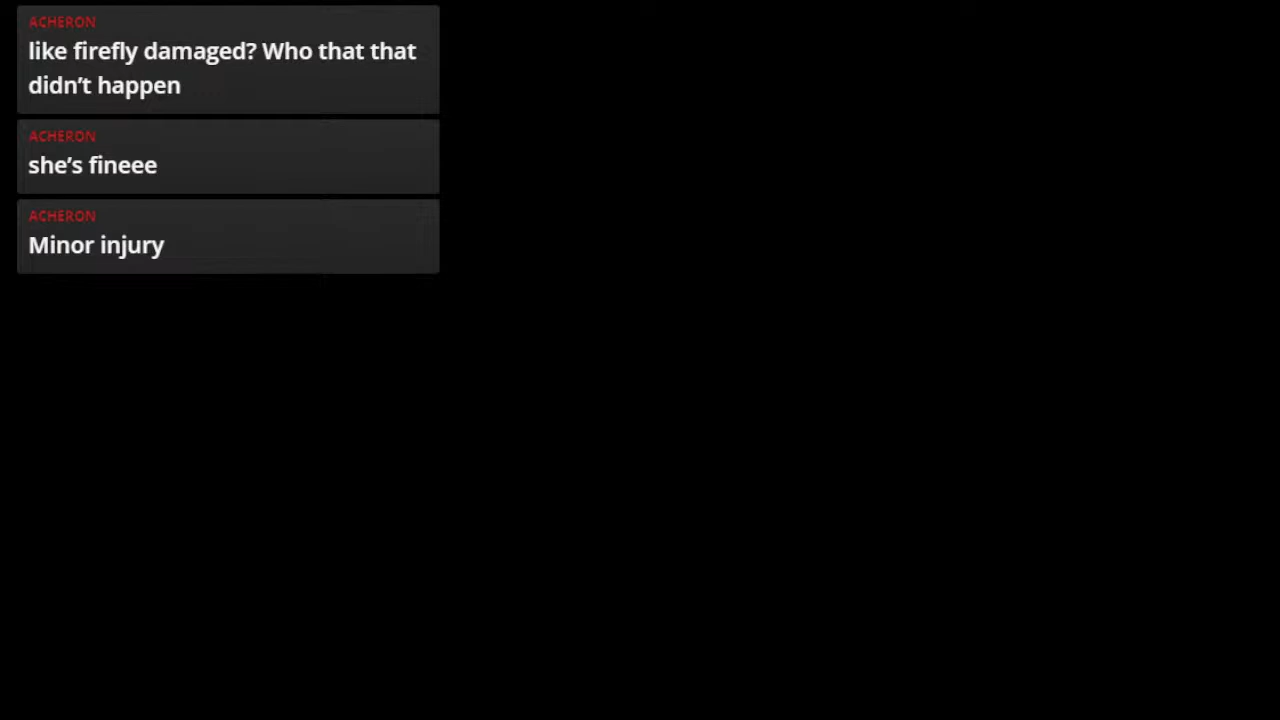 ACHERON
like firefly damaged? Who that that
didn’t happen
ACHERON
she’s fineee
ACHERON
Minor injury